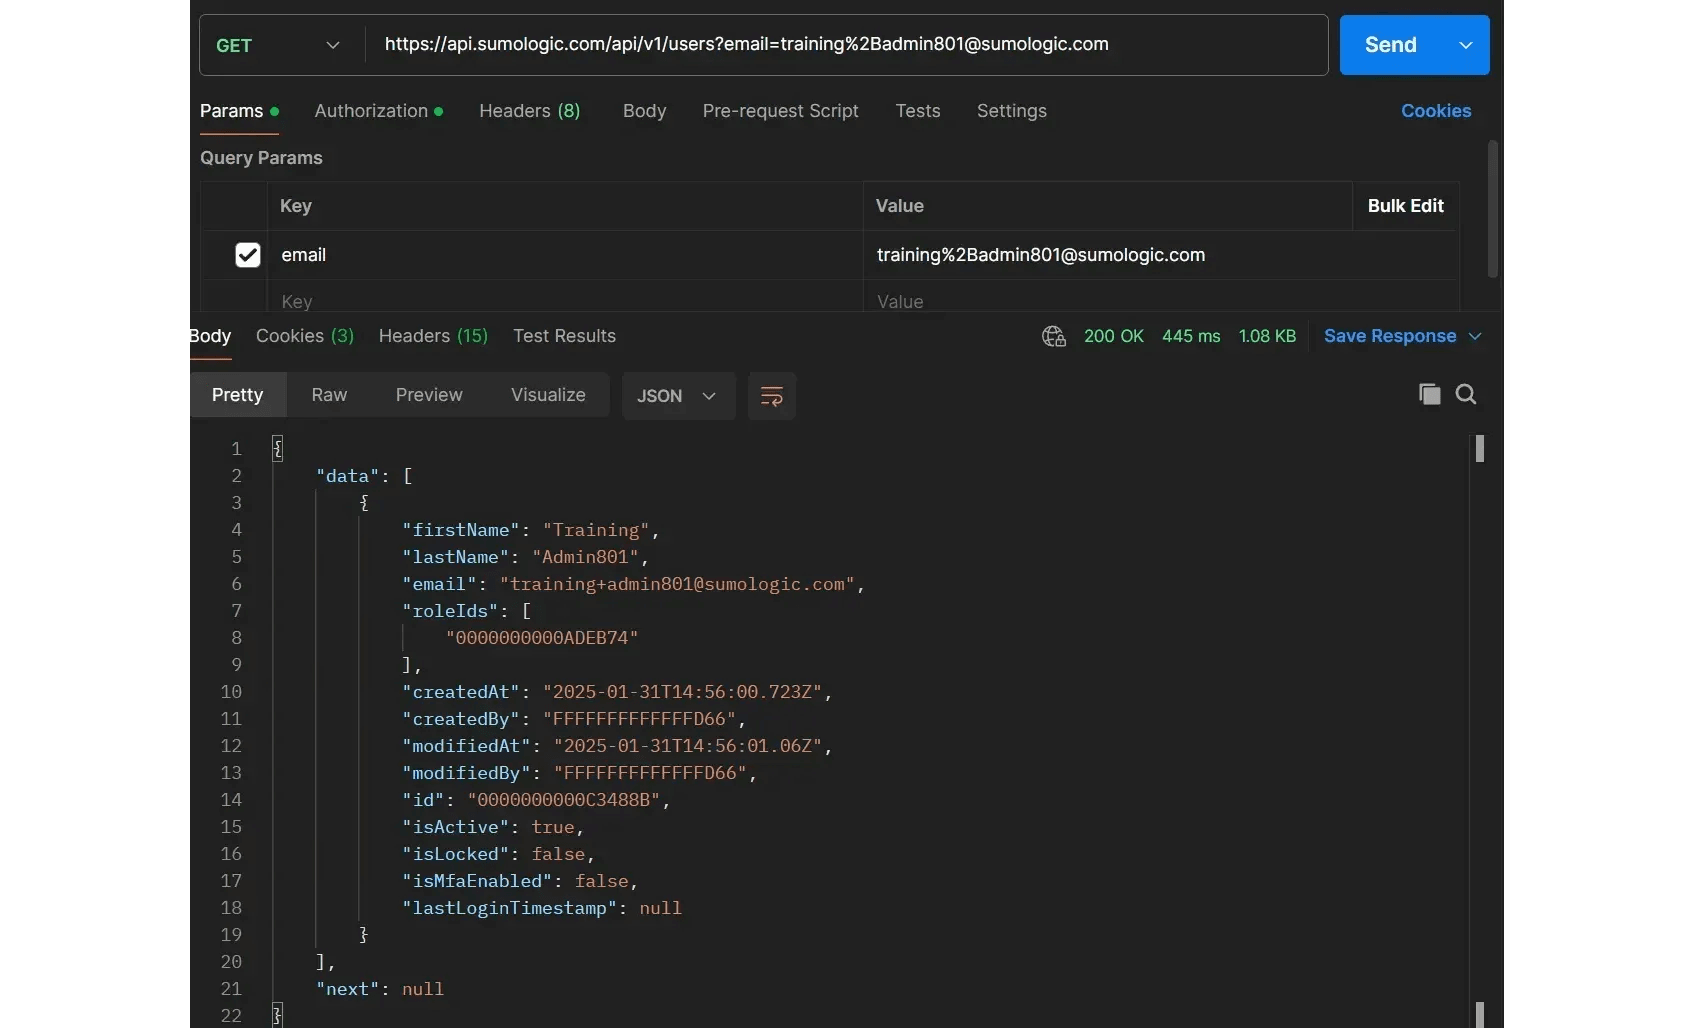 GET https://api.sumologic.com/api/v1/users?email=training%2Badmin801@sumologic.com Send
Params Authorization Headers (8) Body Pre-request Script Tests Settings Cookies
Query Params
Key Value Bulk Edit
email training%2Badmin801@sumologic.com
Key Value
Body Cookies (3) Headers (15) Test Results 200 OK 445 ms 1.08 KB Save Response
Pretty Raw Preview Visualize JSON
1 {
2 "data": [
3 {
4 "firstName": "Training",
5 "lastName": "Admin801",
6 "email": "training+admin801@sumologic.com",
7 "roleIds": [
8 "0000000000ADEB74"
9 ],
10 "createdAt": "2025-01-31T14:56:00.723Z",
11 "createdBy": "FFFFFFFFFFFFFD66",
12 "modifiedAt": "2025-01-31T14:56:01.06Z",
13 "modifiedBy": "FFFFFFFFFFFFFD66",
14 "id": "0000000000C3488B",
15 "isActive": true,
16 "isLocked": false,
17 "isMfaEnabled": false,
18 "lastLoginTimestamp": null
19 }
20 ],
21 "next": null
22 }